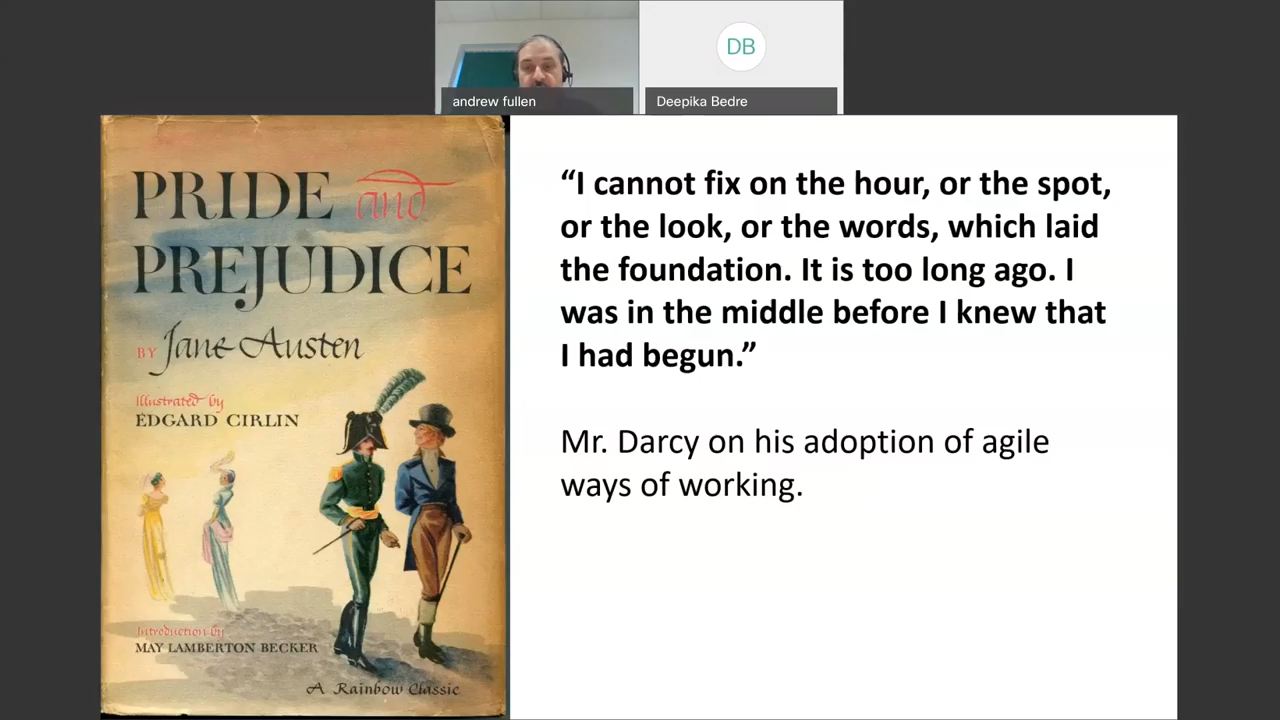 DB
andrew fullen
Deepika Bedre
PRIDE and
PREJUDICE
BY Jane Austen
Illustrated by
EDGARD CIRLIN
Introduction by
MAY LAMBERTON BECKER
A Rainbow Classic
“I cannot fix on the hour, or the spot,
or the look, or the words, which laid
the foundation. It is too long ago. I
was in the middle before I knew that
I had begun.”
Mr. Darcy on his adoption of agile
ways of working.